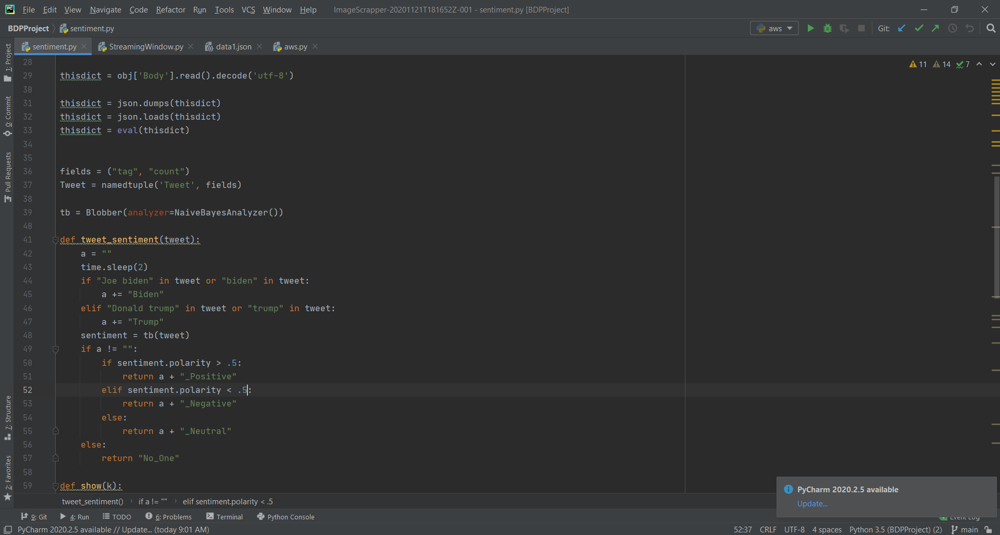 File Edit View Navigate Code Refactor Run Tools VCS Window Help ImageScrapper-20201121T181652Z-001 - sentiment.py [BDPProject]
BDPProject sentiment.py aws Git:
sentiment.py StreamingWindow.py data1.json aws.py
1: Project
0: Commit
Pull Requests
7: Structure
2: Favorites
11 14 7
28
29 thisdict = obj['Body'].read().decode('utf-8')
30
31 thisdict = json.dumps(thisdict)
32 thisdict = json.loads(thisdict)
33 thisdict = eval(thisdict)
34
35
36 fields = ("tag", "count")
37 Tweet = namedtuple('Tweet', fields)
38
39 tb = Blobber(analyzer=NaiveBayesAnalyzer())
40
41 def tweet_sentiment(tweet):
42 a = ""
43 time.sleep(2)
44 if "Joe biden" in tweet or "biden" in tweet:
45 a += "Biden"
46 elif "Donald trump" in tweet or "trump" in tweet:
47 a += "Trump"
48 sentiment = tb(tweet)
49 if a != "":
50 if sentiment.polarity > .5:
51 return a + "_Positive"
52 elif sentiment.polarity < .5:
53 return a + "_Negative"
54 else:
55 return a + "_Neutral"
56 else:
57 return "No_One"
58
59 def show(k):
PyCharm 2020.2.5 available
Update...
tweet_sentiment() if a != "" elif sentiment.polarity < .5
9: Git 4: Run TODO 6: Problems Terminal Python Console Event Log
PyCharm 2020.2.5 available // Update... (today 9:01 AM) 52:37 CRLF UTF-8 4 spaces Python 3.5 (BDPProject) (2) main